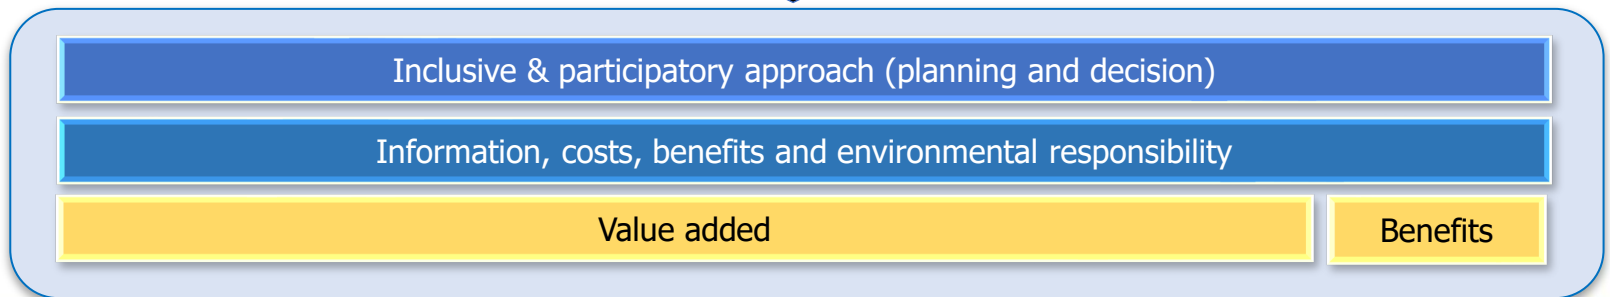 Inclusive & participatory approach (planning and decision)
Information, costs, benefits and environmental responsibility
Value added
Benefits